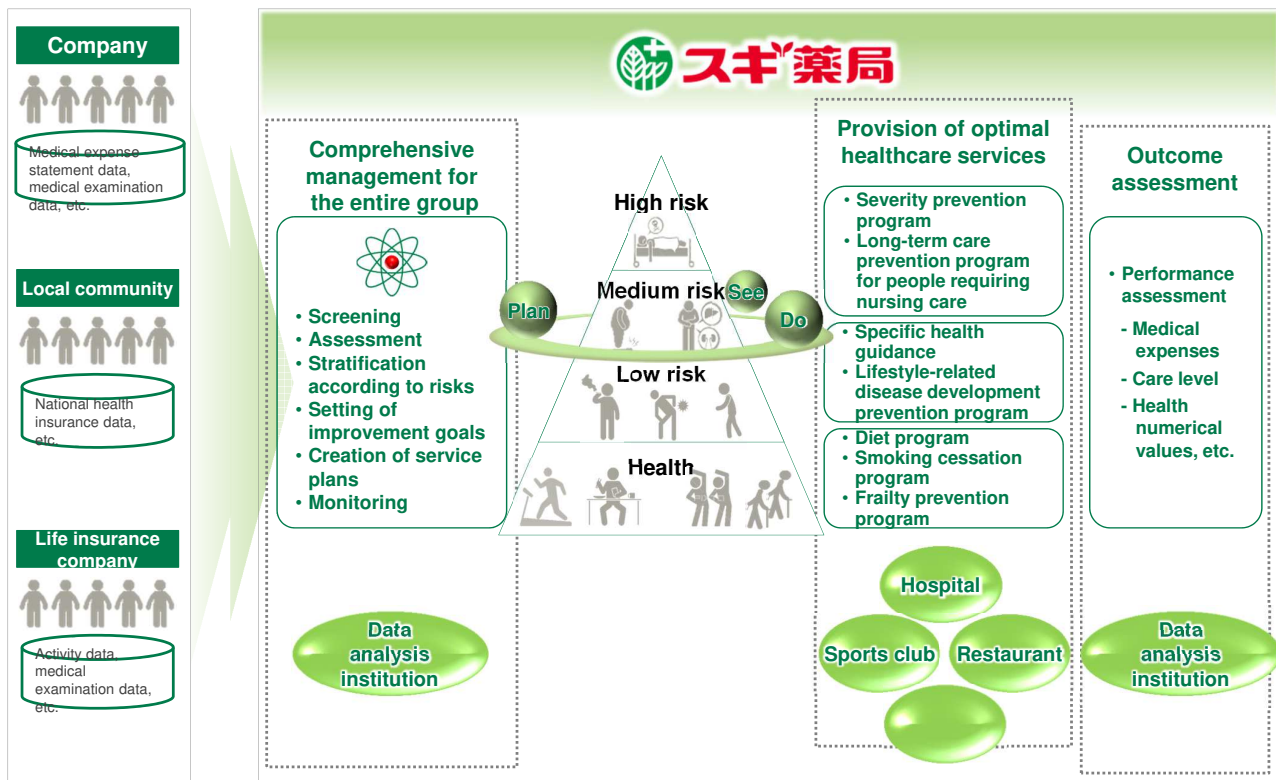 Company
Medical expense
statement data,
medical examination
data, etc.
Local community
National health
insurance data,
etc.
Life insurance
company
Activity data,
medical
examination data,
etc.
スギ薬局
Comprehensive
management for
the entire group
• Screening
• Assessment
• Stratification
according to risks
• Setting of
improvement goals
• Creation of service
plans
• Monitoring
Data
analysis
institution
High risk
Medium risk
Low risk
Health
Plan
See
Do
Provision of optimal
healthcare services
• Severity prevention
program
• Long-term care
prevention program
for people requiring
nursing care
• Specific health
guidance
• Lifestyle-related
disease development
prevention program
• Diet program
• Smoking cessation
program
• Frailty prevention
program
Hospital
Sports club
Restaurant
Outcome
assessment
• Performance
assessment
- Medical
expenses
- Care level
- Health
numerical
values, etc.
Data
analysis
institution